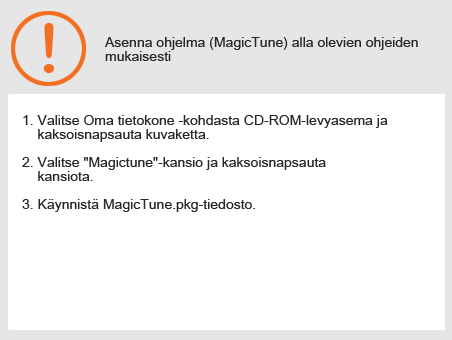 Asenna ohjelma (MagicTune) alla olevien ohjeiden
mukaisesti
1. Valitse Oma tietokone -kohdasta CD-ROM-levyasema ja
kaksoisnapsauta kuvaketta.
2. Valitse "Magictune"-kansio ja kaksoisnapsauta
kansiota.
3. Käynnistä MagicTune.pkg-tiedosto.